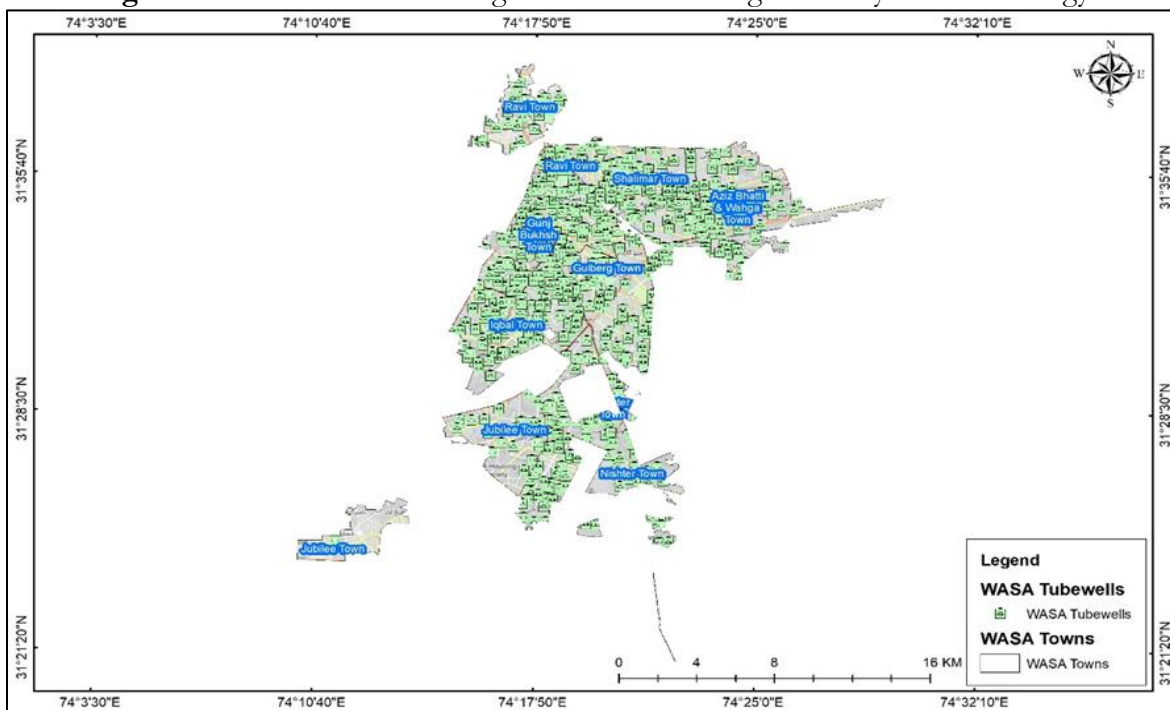 74°3'30"E 74°10'40"E 74°17'50"E 74°25'0"E 74°32'10"E
N
W E
S
31°35'40"N 31°35'40"N
31°28'30"N 31°28'30"N
31°21'20"N 31°21'20"N
Ravi Town
Ravi Town
Shalimar Town
Aziz Bhatti
& Wahga
Town
Gunj
Bukhsh
Town
Gulberg Town
Iqbal Town
Jubilee Town
Town
Nishter Town
Jubilee Town
Legend
WASA Tubewells
WASA Tubewells
WASA Towns
WASA Towns
0 4 8 16 KM
74°3'30"E 74°10'40"E 74°17'50"E 74°25'0"E 74°32'10"E